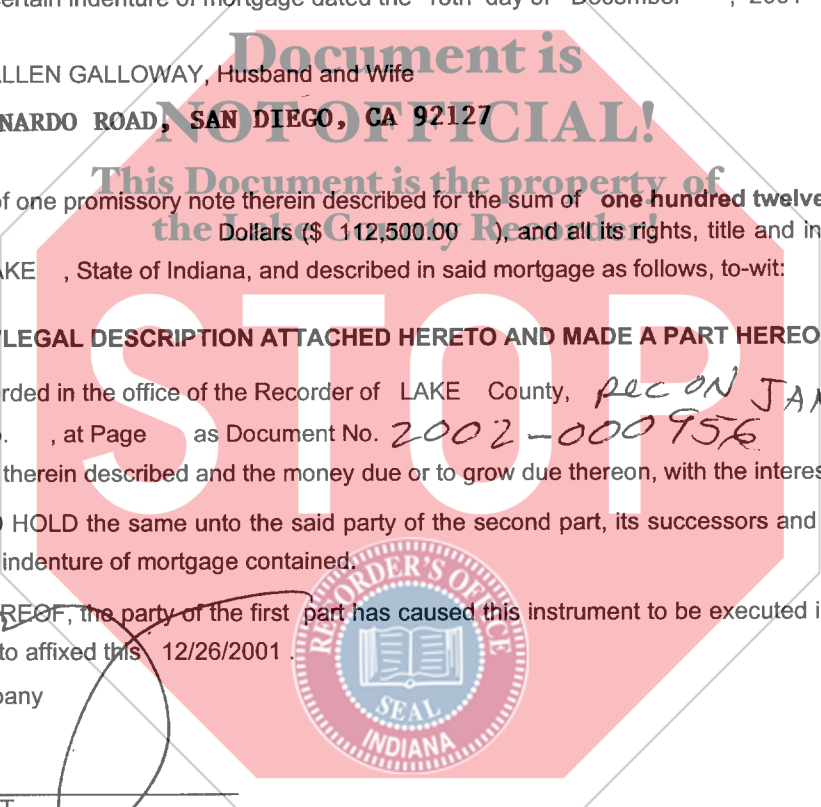 certain indenture of mortgage dated the day of December , 2001
Document is
ALLEN GALLOWAY, Husband and Wife
NARDO ROAD, SAN DIEGO, CA 92127
NOT OFFICIAL!
This Document is the property of
of one promissory note therein described for the sum of one hundred twelve
the Lake County Recorder!
Dollars ($ 112,500.00 ), and all its rights, title and in
AKE , State of Indiana, and described in said mortgage as follows, to-wit:
"LEGAL DESCRIPTION ATTACHED HERETO AND MADE A PART HEREO
STOP
rded in the office of the Recorder of LAKE County, Rec ON JAN
. , at Page as Document No. 2002-000956
therein described and the money due or to grow due thereon, with the interes
O HOLD the same unto the said party of the second part, its successors and
indenture of mortgage contained.
REOF, the party of the first part has caused this instrument to be executed i
to affixed this 12/26/2001 .
pany
RECORDER'S OFFICE
SEAL
INDIANA